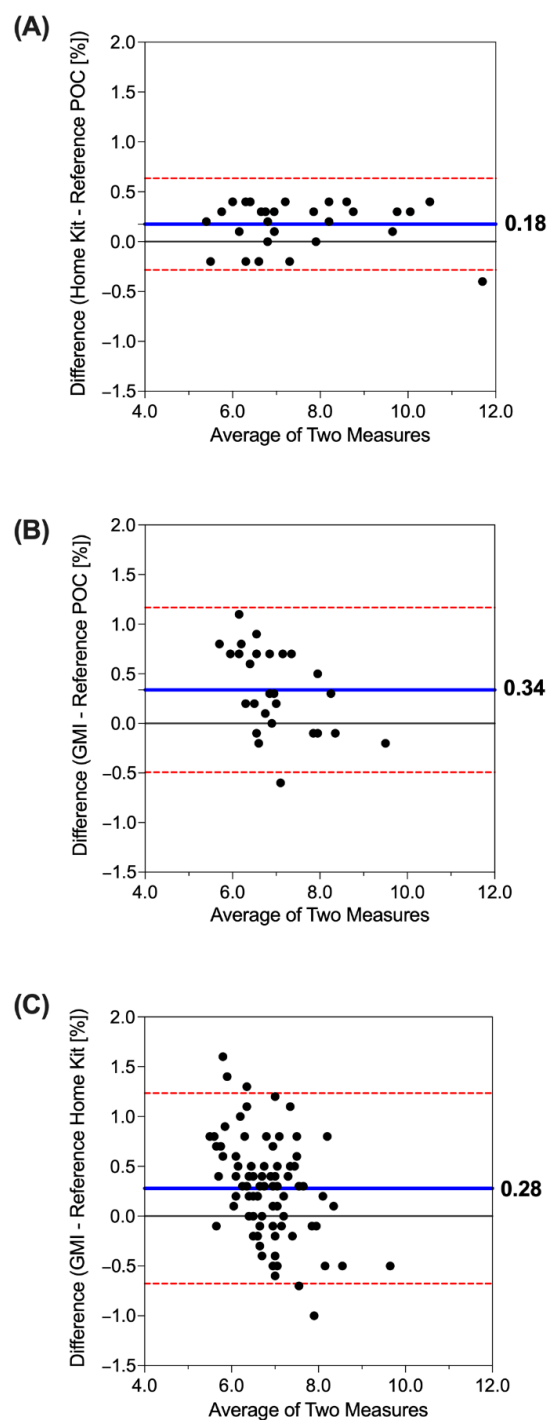 (A)
Difference (Home Kit - Reference POC [%])
2.0
1.5
1.0
0.5
0.0
−0.5
−1.0
−1.5
0.18
4.0 6.0 8.0 10.0 12.0
Average of Two Measures
(B)
Difference (GMI - Reference POC [%])
2.0
1.5
1.0
0.5
0.0
−0.5
−1.0
−1.5
0.34
4.0 6.0 8.0 10.0 12.0
Average of Two Measures
(C)
Difference (GMI - Reference Home Kit [%])
2.0
1.5
1.0
0.5
0.0
−0.5
−1.0
−1.5
0.28
4.0 6.0 8.0 10.0 12.0
Average of Two Measures